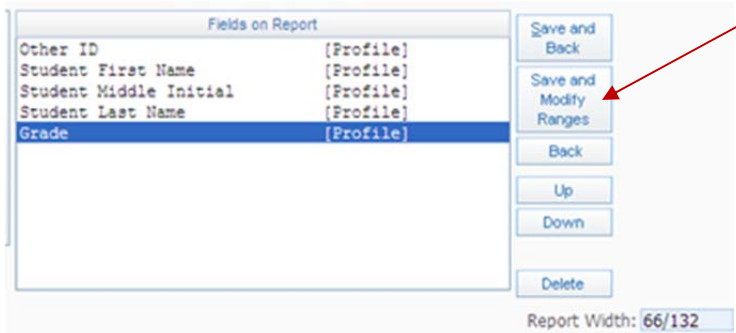 Fields on Report
Other ID [Profile]
Student First Name [Profile]
Student Middle Initial [Profile]
Student Last Name [Profile]
Grade [Profile]
Save and
Back
Save and
Modify
Ranges
Back
Up
Down
Delete
Report Width: 66/132